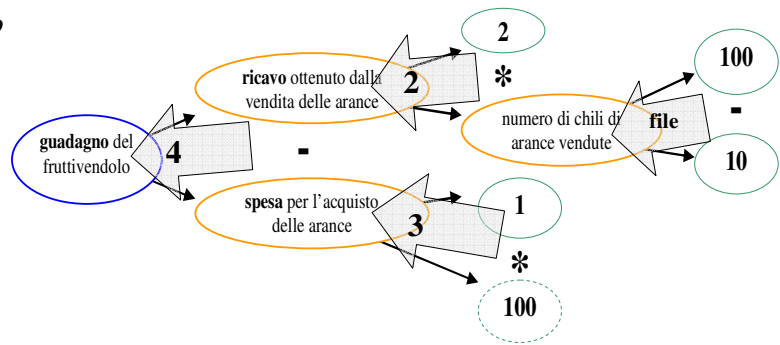 2
100
ricavo ottenuto dalla
vendita delle arance
2
*
numero di chili di
arance vendute
file
-
guadagno del
fruttivendolo
4
-
10
spesa per l'acquisto
delle arance
3
1
*
100